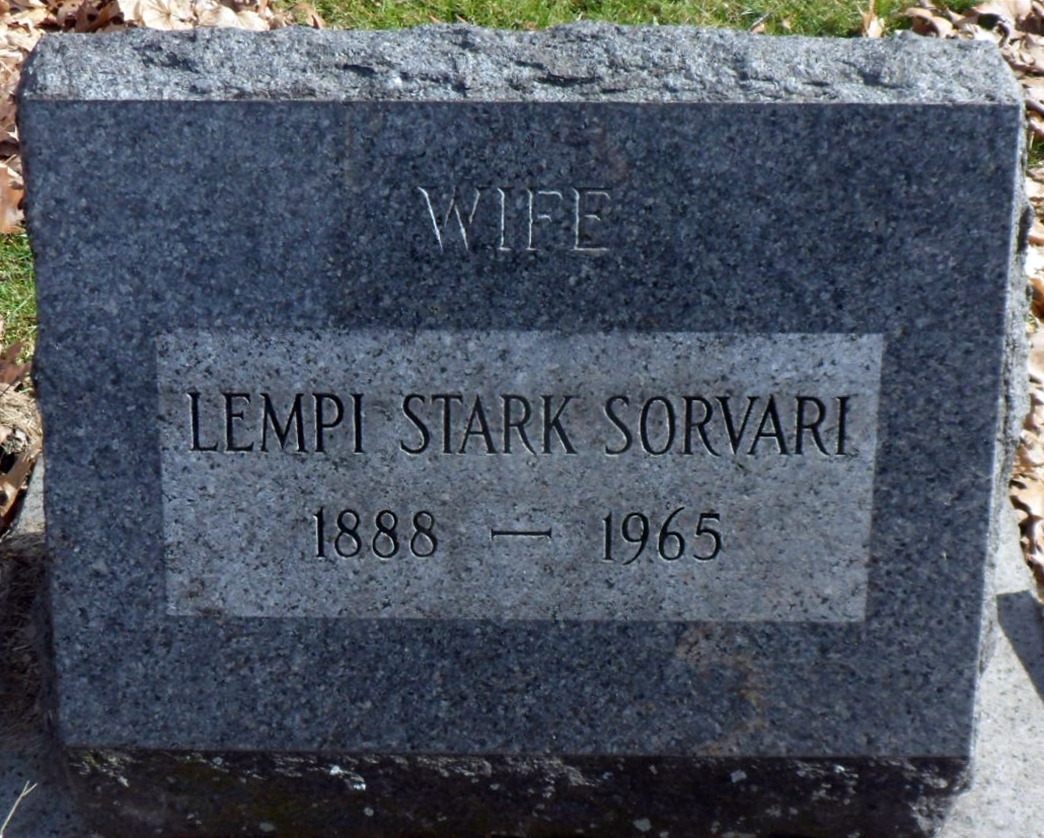 WIFE
LEMPI STARK SORVARI
1888 — 1965